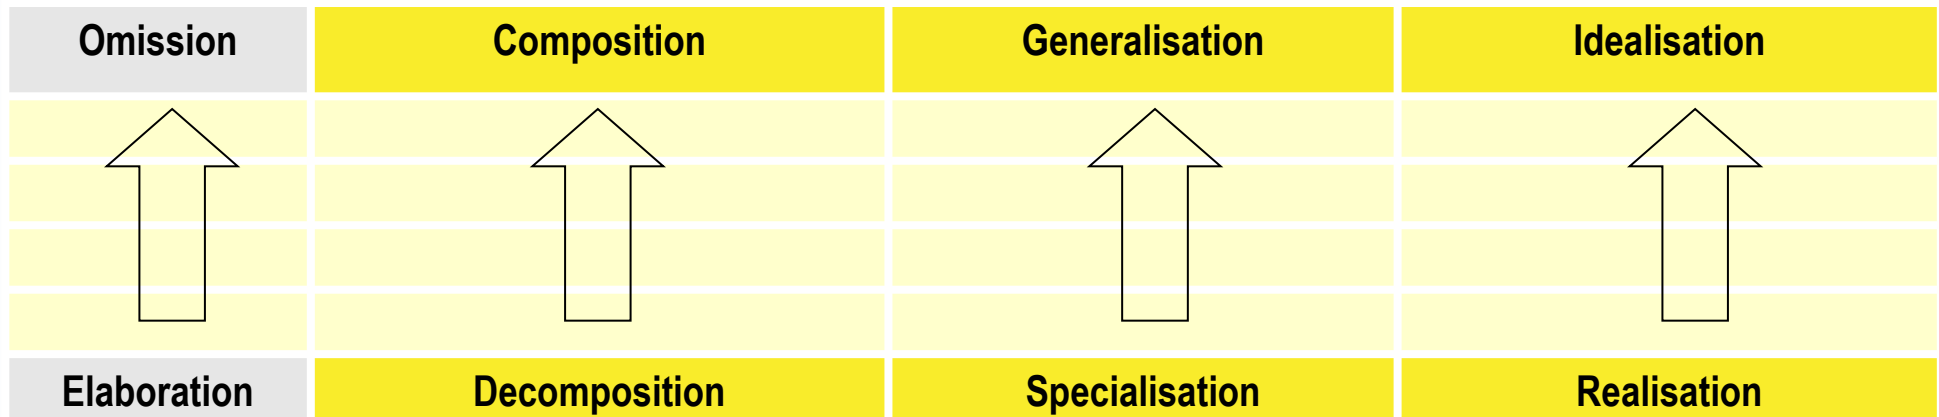 Omission Composition Generalisation Idealisation
Elaboration Decomposition Specialisation Realisation